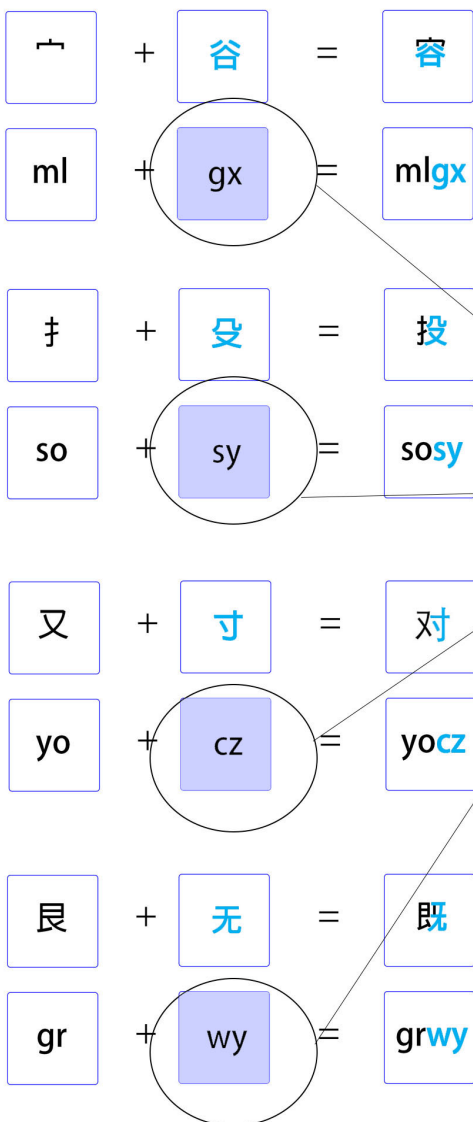 宀 + 谷 = 容
ml + gx = mlgx
扌 + 殳 = 投
so + sy = sosy
又 + 寸 = 对
yo + cz = yocz
艮 + 无 = 既
gr + wy = grwy